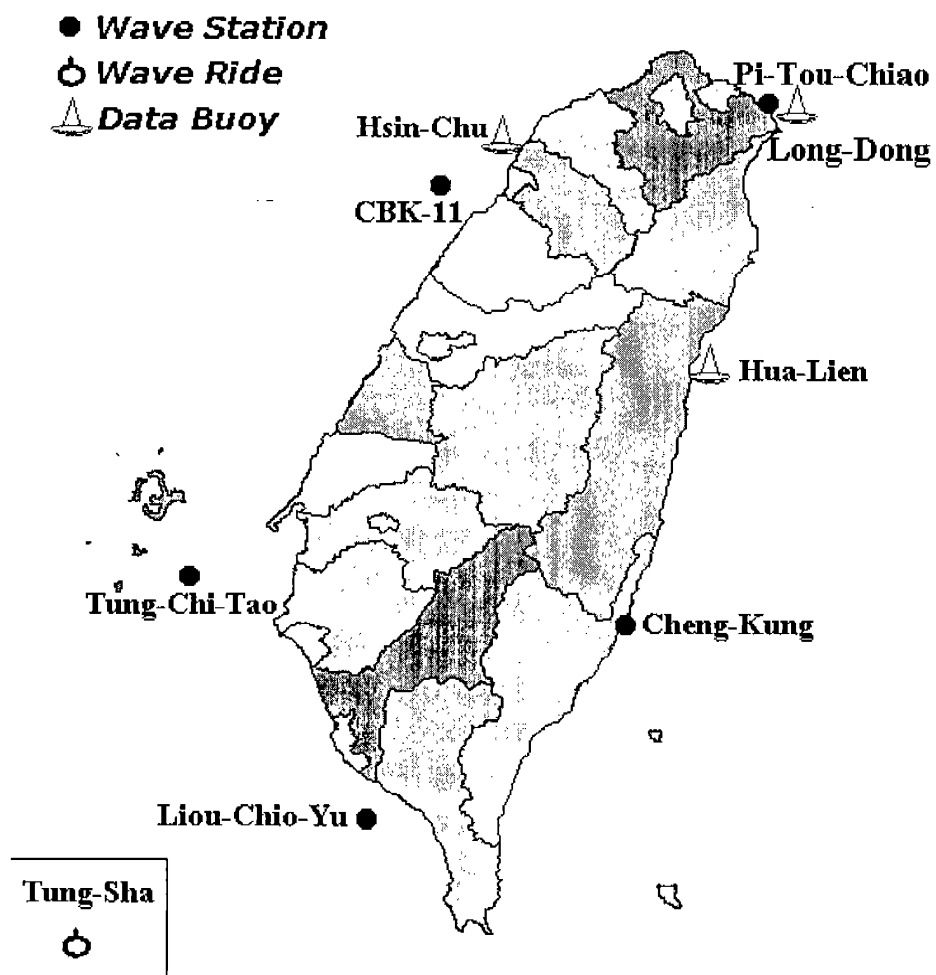 Wave Station
Wave Ride
Data Buoy
Pi-Tou-Chiao
Hsin-Chu
Long-Dong
CBK-11
Hua-Lien
Tung-Chi-Tao
Cheng-Kung
Liou-Chio-Yu
Tung-Sha